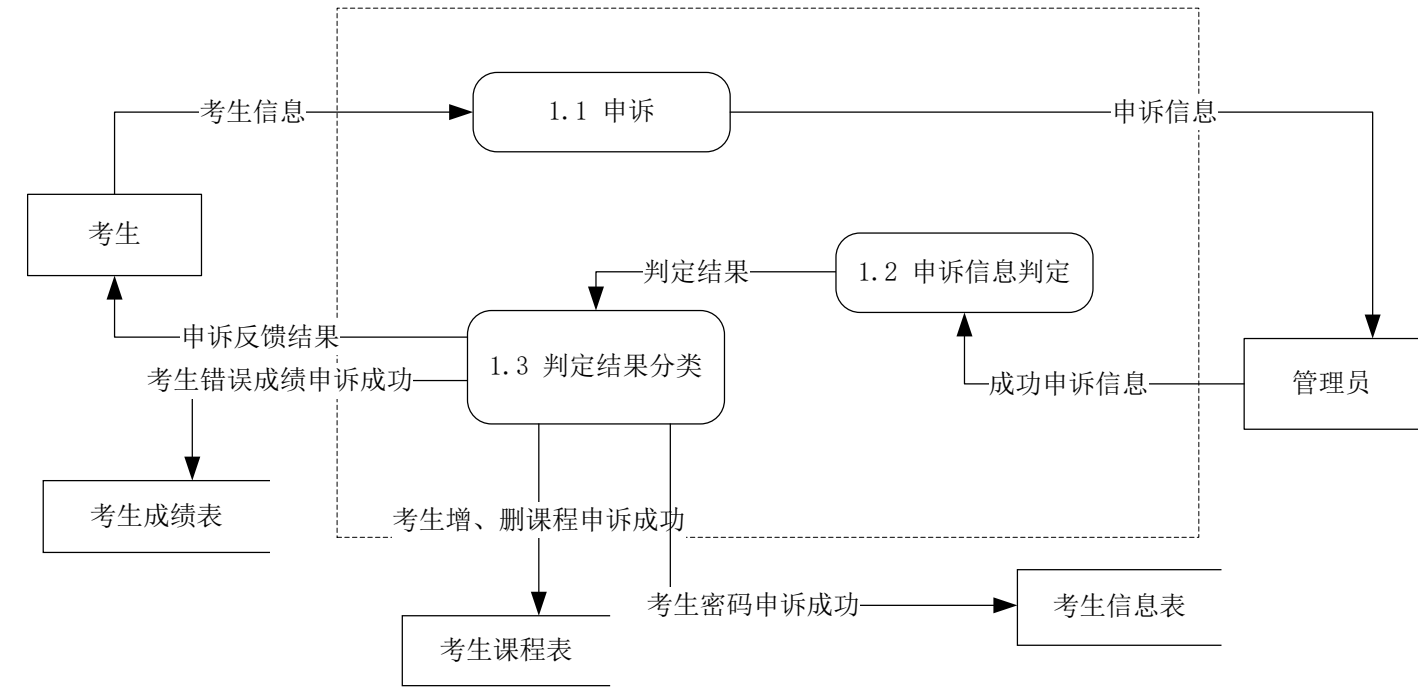 考生信息
1.1 申诉
申诉信息
考生
判定结果
1.2 申诉信息判定
申诉反馈结果
1.3 判定结果分类
考生错误成绩申诉成功
成功申诉信息
管理员
考生成绩表
考生增、删课程申诉成功
考生密码申诉成功
考生信息表
考生课程表